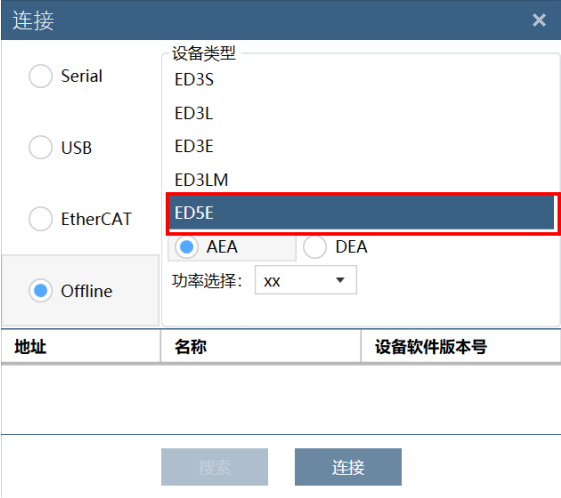 连接
设备类型
Serial
ED3S
ED3L
USB
ED3E
ED3LM
EtherCAT
ED5E
AEA
DEA
Offline
功率选择： xx
地址 名称 设备软件版本号
搜索 连接